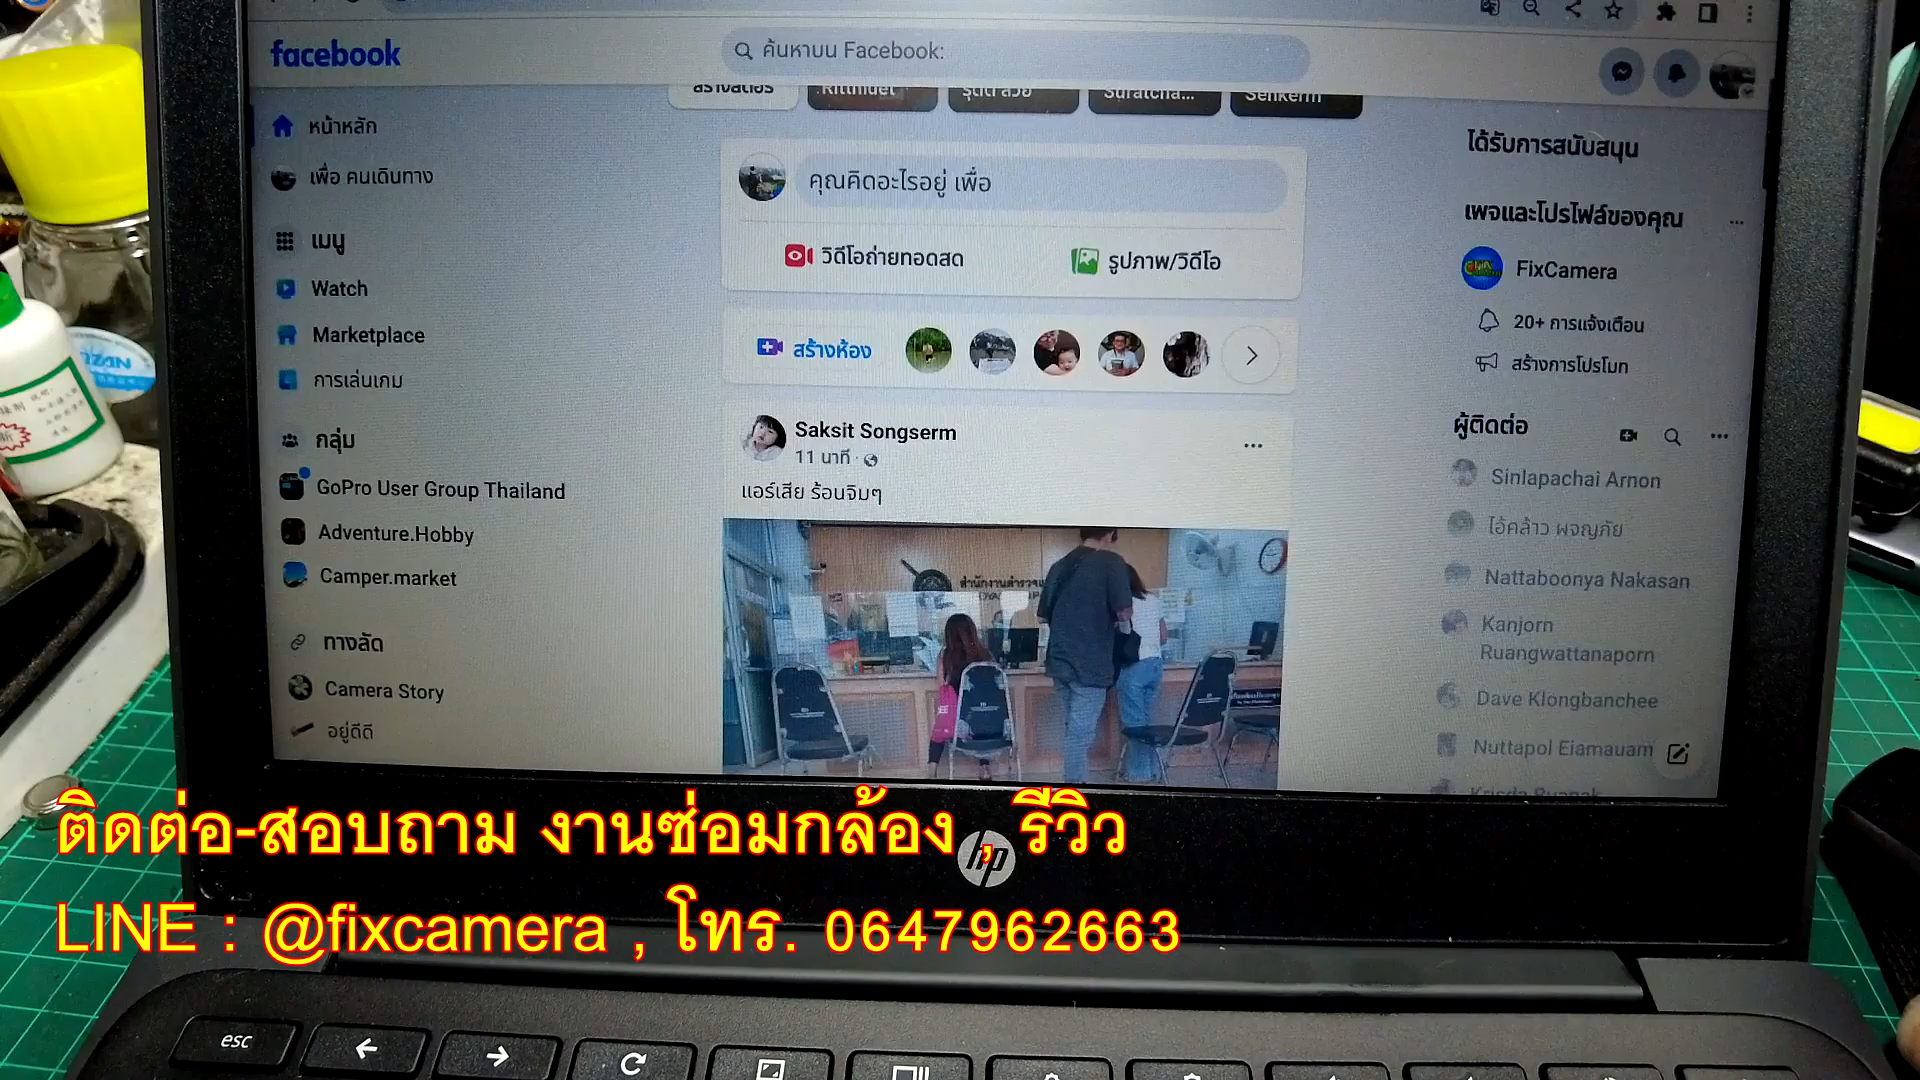 facebook
ค้นหาบน Facebook:
สร้างสตอรี่
หน้าหลัก
เพื่อ คนเดินทาง
เมนู
Watch
Marketplace
การเล่นเกม
กลุ่ม
GoPro User Group Thailand
Adventure.Hobby
Camper.market
ทางลัด
Camera Story
อยู่ดีดี
คุณคิดอะไรอยู่ เพื่อ
วิดีโอถ่ายทอดสด
รูปภาพ/วิดีโอ
สร้างห้อง
Saksit Songserm
11 นาที ·
แอร์เสีย ร้อนจิมๆ
ได้รับการสนับสนุน
เพจและโปรไฟล์ของคุณ
FixCamera
20+ การแจ้งเตือน
สร้างการโปรโมท
ผู้ติดต่อ
Sinlapachai Arnon
ไอ้คล้าว ผจญภัย
Nattaboonya Nakasan
Kanjorn
Ruangwattanaporn
Dave Klongbanchee
Nuttapol Eiamauam
ติดต่อ-สอบถาม งานซ่อมกล้อง , รีวิว
hp
LINE : @fixcamera , โทร. 0647962663
esc